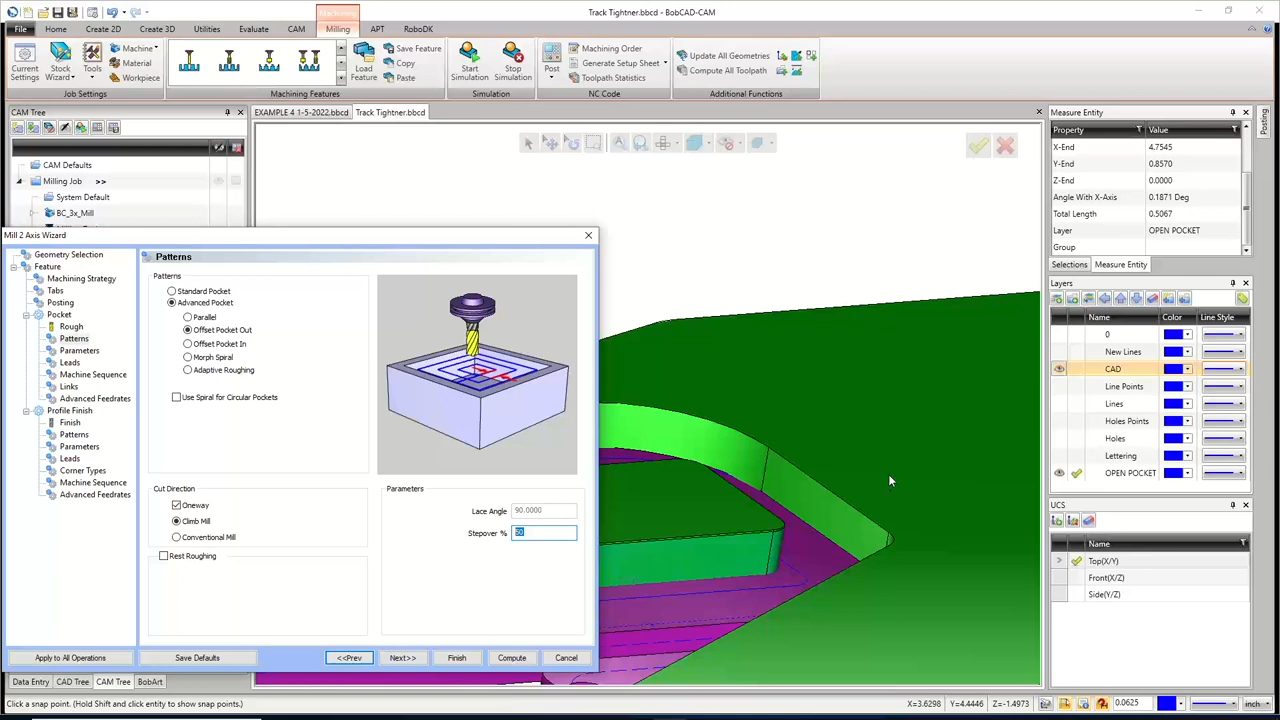 Track Tightner.bbcd - BobCAD-CAM
File Home Create 2D Create 3D Utilities Evaluate CAM Milling APT RoboDK
Current Settings
Stock Wizard
Tools
Machine
Material
Workpiece
Job Settings
Load Feature
Save Feature
Copy
Paste
Machining Features
Start Simulation
Stop Simulation
Simulation
Post
Machining Order
Generate Setup Sheet
Toolpath Statistics
NC Code
Update All Geometries
Compute All Toolpath
Additional Functions
CAM Tree
EXAMPLE 4 1-5-2022.bbcd Track Tightner.bbcd
CAM Defaults
Milling Job >>
System Default
BC_3x_Mill
Mill 2 Axis Wizard
Geometry Selection
Feature
Machining Strategy
Tabs
Posting
Pocket
Rough
Patterns
Parameters
Leads
Machine Sequence
Links
Advanced Feedrates
Profile Finish
Finish
Patterns
Parameters
Leads
Corner Types
Machine Sequence
Advanced Feedrates
Patterns
Patterns
Standard Pocket
Advanced Pocket
Parallel
Offset Pocket Out
Offset Pocket In
Morph Spiral
Adaptive Roughing
Use Spiral for Circular Pockets
Cut Direction
Oneway
Climb Mill
Conventional Mill
Rest Roughing
Parameters
Lace Angle 90.0000
Stepover %
Apply to All Operations Save Defaults <<Prev Next>> Finish Compute Cancel
Data Entry CAD Tree CAM Tree BobArt
Measure Entity
Property Value
X-End 4.7545
Y-End 0.8570
Z-End 0.0000
Angle With X-Axis 0.1871 Deg
Total Length 0.5067
Layer OPEN POCKET
Group
Selections Measure Entity
Layers
Name Color Line Style
0
New Lines
CAD
Line Points
Lines
Holes Points
Holes
Lettering
OPEN POCKET
UCS
Name
Top(X/Y)
Front(X/Z)
Side(Y/Z)
Posting
Click a snap point. (Hold Shift and click entity to show snap points.) X=3.6298 Y=4.4446 Z=-1.4973 0.0625 inch